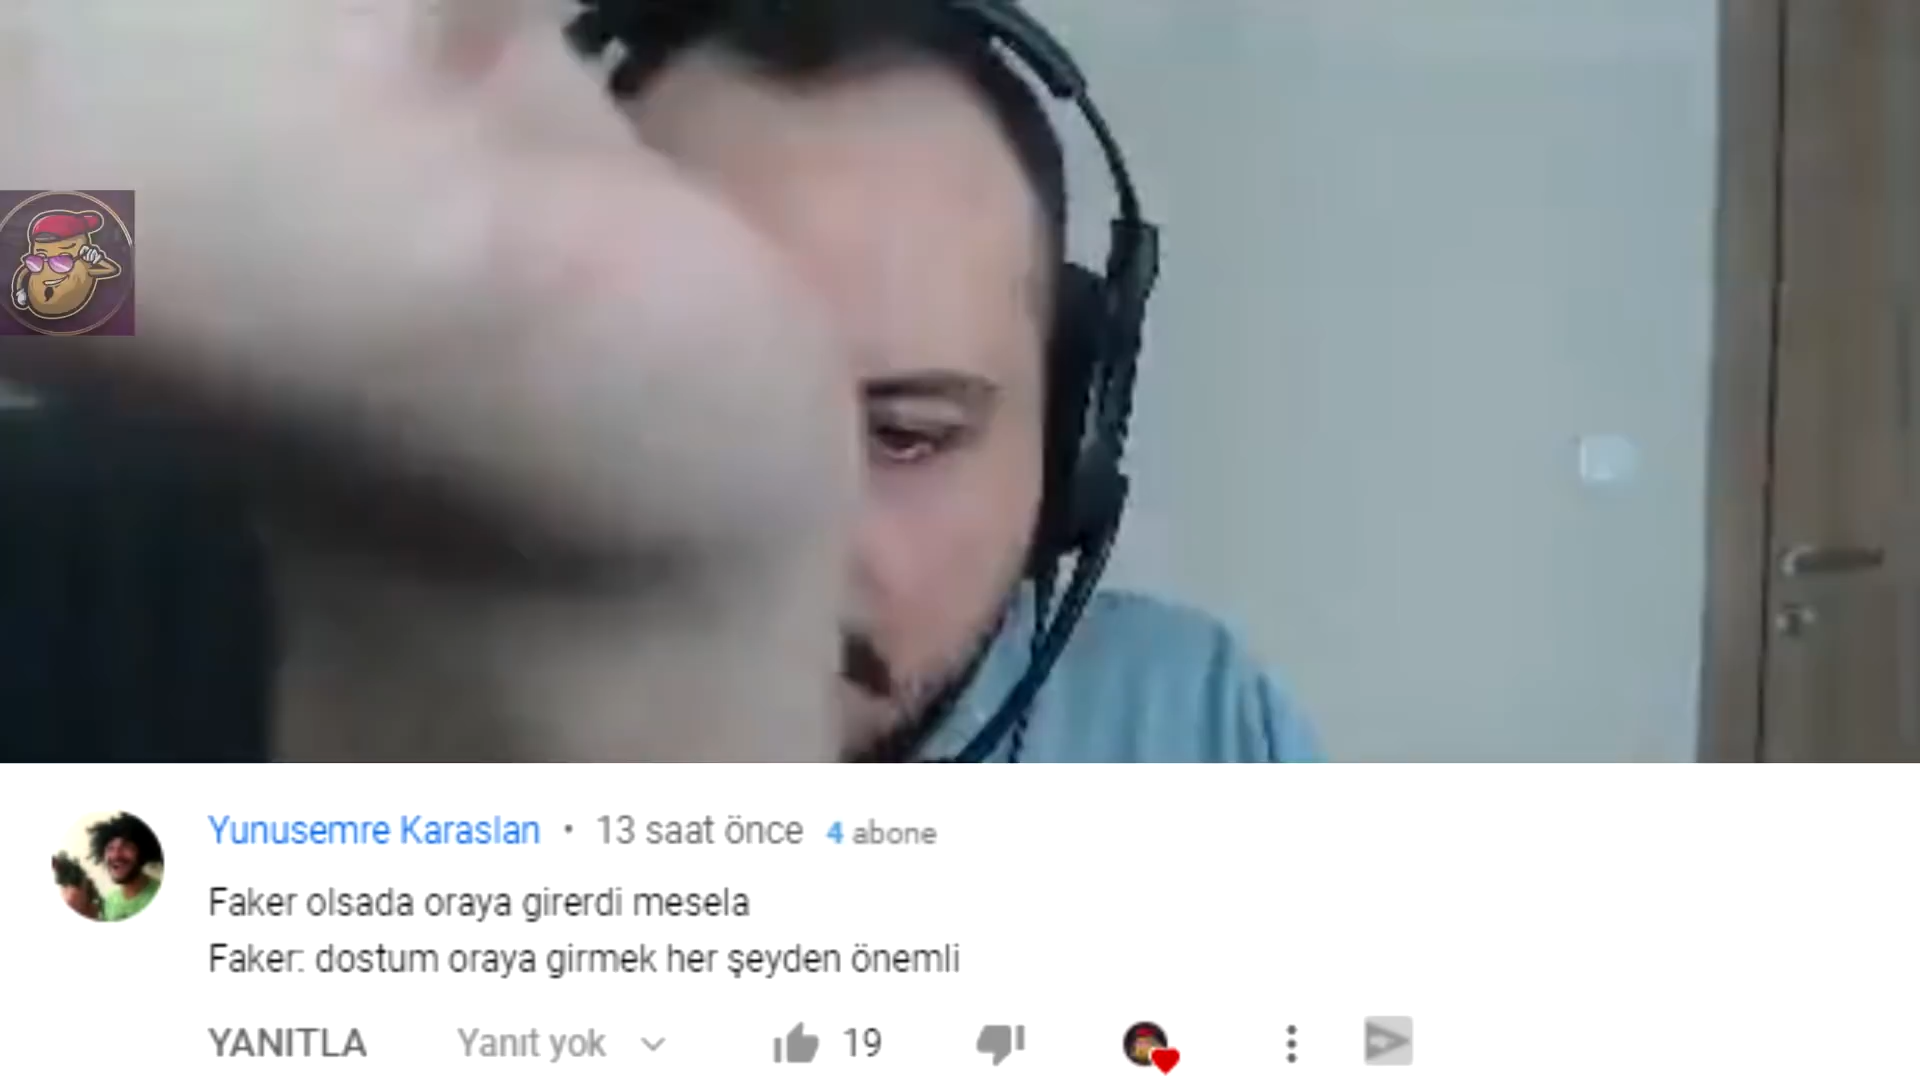 Yunusemre Karaslan • 13 saat önce 4 abone
Faker olsada oraya girerdi mesela
Faker: dostum oraya girmek her şeyden önemli
YANITLA Yanıt yok 19